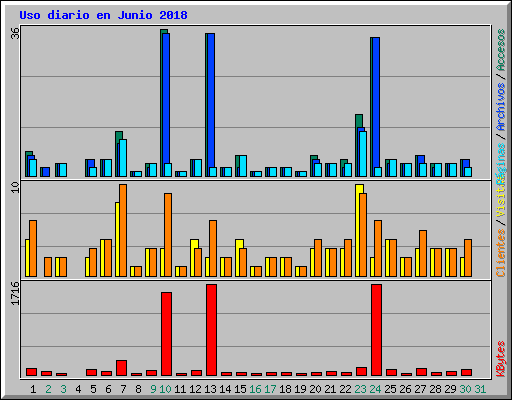 Uso diario en Junio 2018
36
10
1716
Clientes / Visitas
Páginas / Archivos / Accesos
KBytes
1 2 3 4 5 6 7 8 9 10 11 12 13 14 15 16 17 18 19 20 21 22 23 24 25 26 27 28 29 30 31